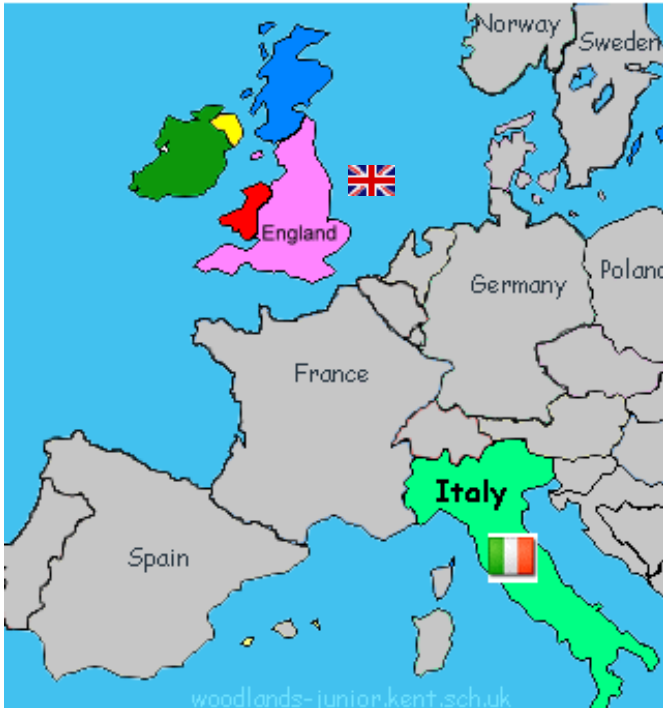 Norway
Sweden
England
Germany
Poland
France
Italy
Spain
woodlands-junior.kent.sch.uk